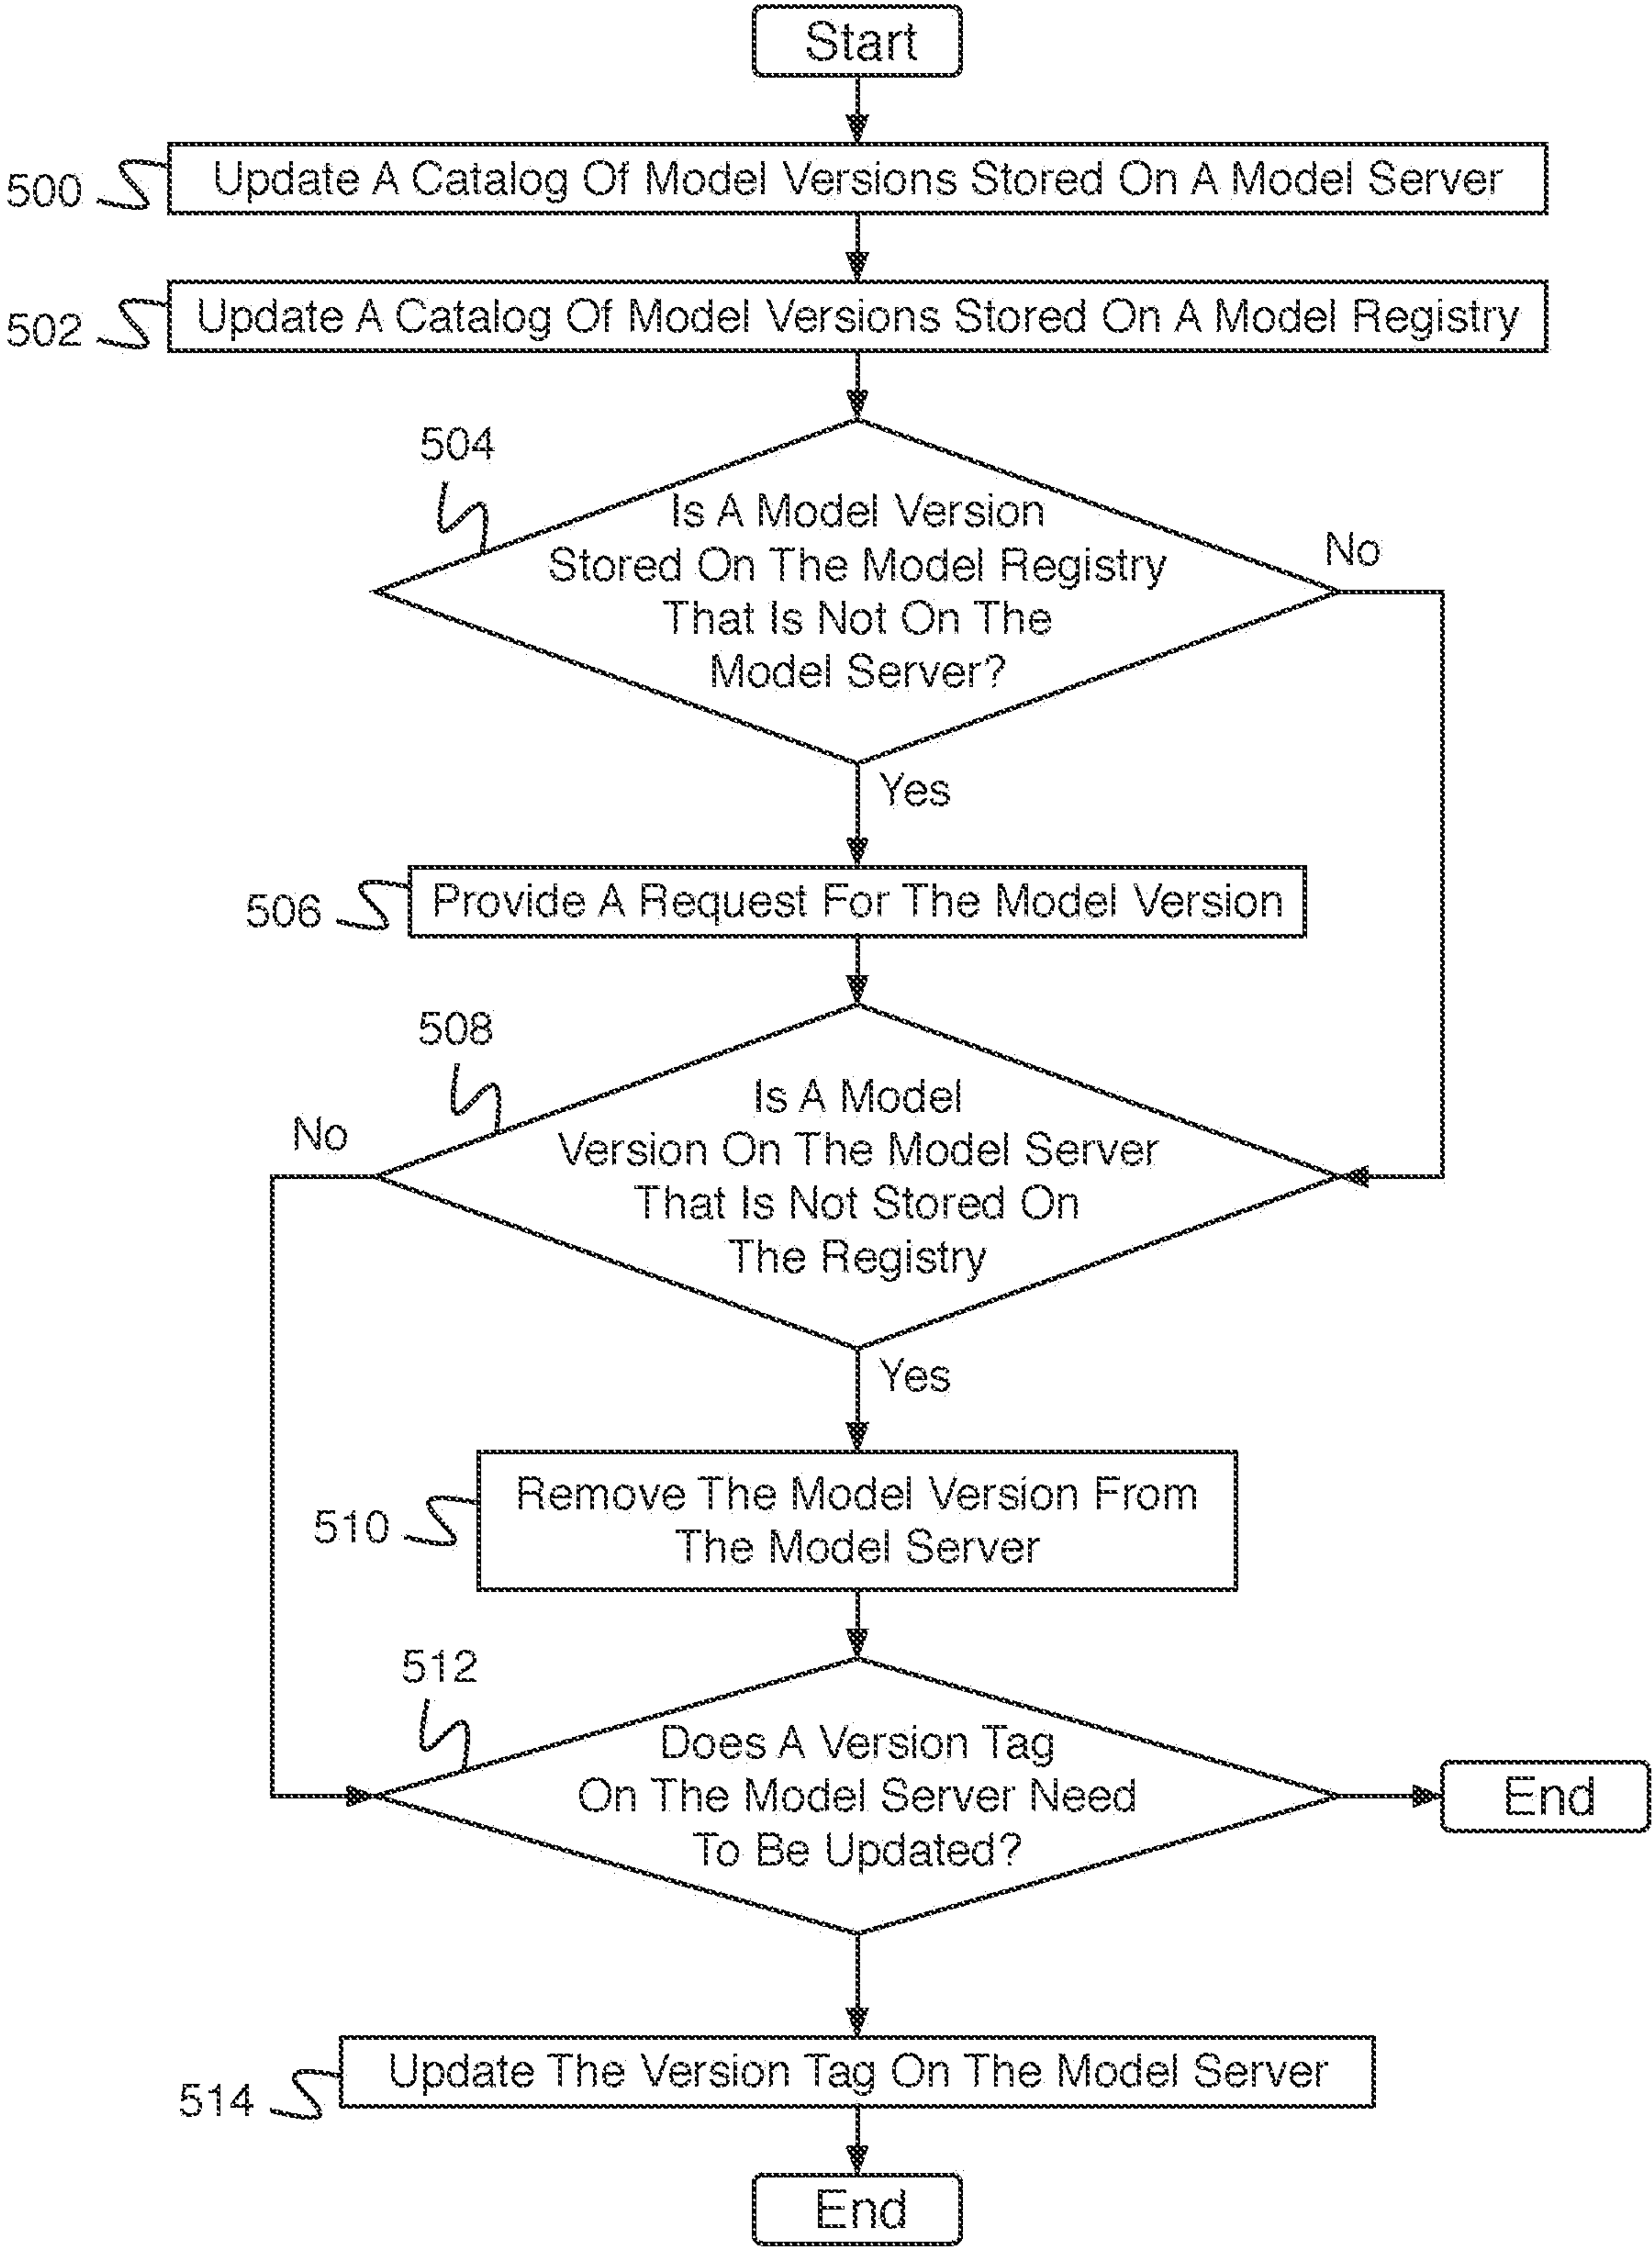 Start
500
Update A Catalog Of Model Versions Stored On A Model Server
502
Update A Catalog Of Model Versions Stored On A Model Registry
504
Is A Model Version
Stored On The Model Registry
That Is Not On The
Model Server?
No
Yes
506
Provide A Request For The Model Version
508
Is A Model
Version On The Model Server
That Is Not Stored On
The Registry
No
Yes
510
Remove The Model Version From
The Model Server
512
Does A Version Tag
On The Model Server Need
To Be Updated?
End
514
Update The Version Tag On The Model Server
End